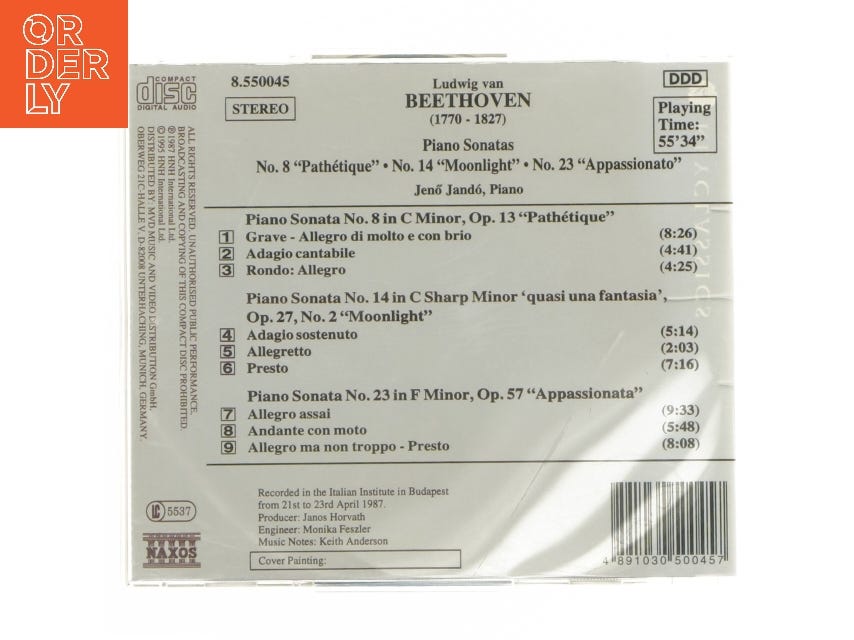 OR
DER
LY
COMPACT
disc
DIGITAL AUDIO
ALL RIGHTS RESERVED. UNAUTHORISED PUBLIC PERFORMANCE,
BROADCASTING AND COPYING OF THIS COMPACT DISC PROHIBITED.
℗ 1987 HNH International Ltd.
© 1995 HNH International Ltd.
DISTRIBUTED BY: MVD MUSIC AND VIDEO DISTRIBUTION GmbH,
OBERWEG 21C-HALLE V, D-82008 UNTERHACHING, MUNICH, GERMANY.
LC 5537
NAXOS
8.550045
STEREO
Ludwig van
BEETHOVEN
(1770 - 1827)
DDD
Playing
Time:
55'34"
Piano Sonatas
No. 8 “Pathétique” • No. 14 “Moonlight” • No. 23 “Appassionato”
Jenő Jandó, Piano
Piano Sonata No. 8 in C Minor, Op. 13 “Pathétique”
1 Grave - Allegro di molto e con brio (8:26)
2 Adagio cantabile (4:41)
3 Rondo: Allegro (4:25)
Piano Sonata No. 14 in C Sharp Minor ‘quasi una fantasia’,
Op. 27, No. 2 “Moonlight”
4 Adagio sostenuto (5:14)
5 Allegretto (2:03)
6 Presto (7:16)
Piano Sonata No. 23 in F Minor, Op. 57 “Appassionata”
7 Allegro assai (9:33)
8 Andante con moto (5:48)
9 Allegro ma non troppo - Presto (8:08)
Recorded in the Italian Institute in Budapest
from 21st to 23rd April 1987.
Producer: Janos Horvath
Engineer: Monika Feszler
Music Notes: Keith Anderson
Cover Painting:
4 891030 500457